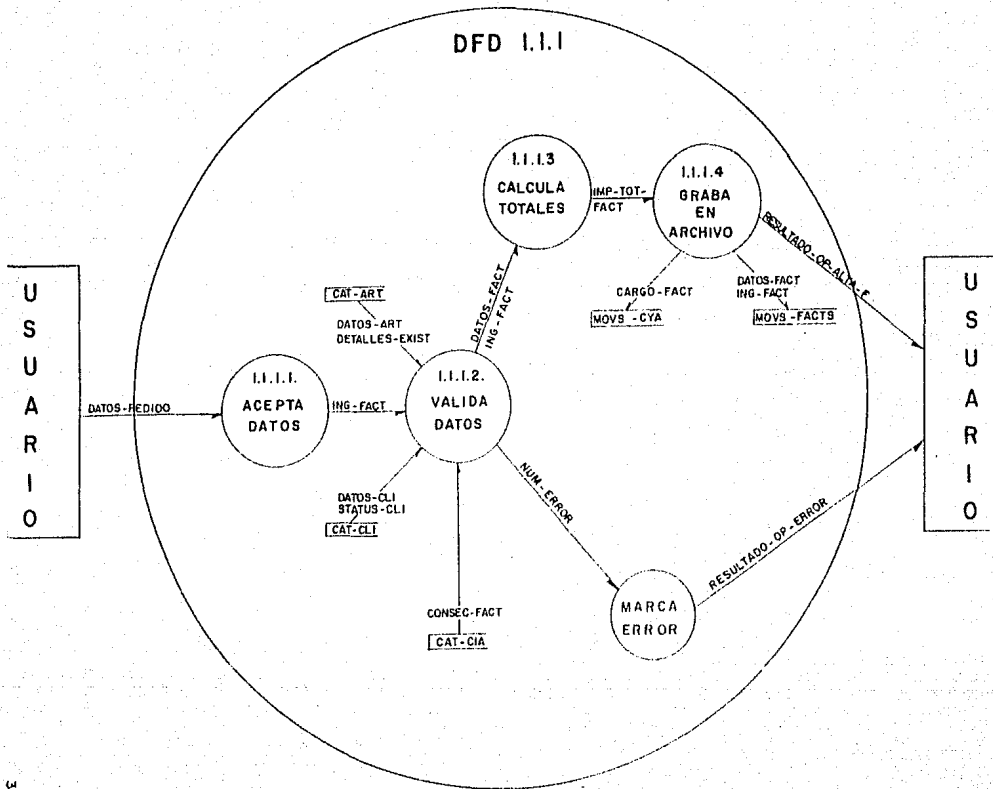 DFD 1.1.1
USUARIO
DATOS-PEDIDO
1.1.1.1.
ACEPTA
DATOS
ING-FACT
CAT-ART
DATOS-ART
DETALLES-EXIST
1.1.1.2.
VALIDA
DATOS
DATOS-CLI
STATUS-CLI
CAT-CLI
CONSEC-FACT
CAT-CIA
DATOS-FACT
ING-FACT
1.1.1.3
CALCULA
TOTALES
IMP-TOT-
FACT
1.1.1.4
GRABA
EN
ARCHIVO
CARGO-FACT
MOVS-CYA
DATOS-FACT
ING-FACT
MOVS-FACTS
RESULTADO-OP-ALTA-F
NUM-ERROR
MARCA
ERROR
RESULTADO-OP-ERROR
USUARIO